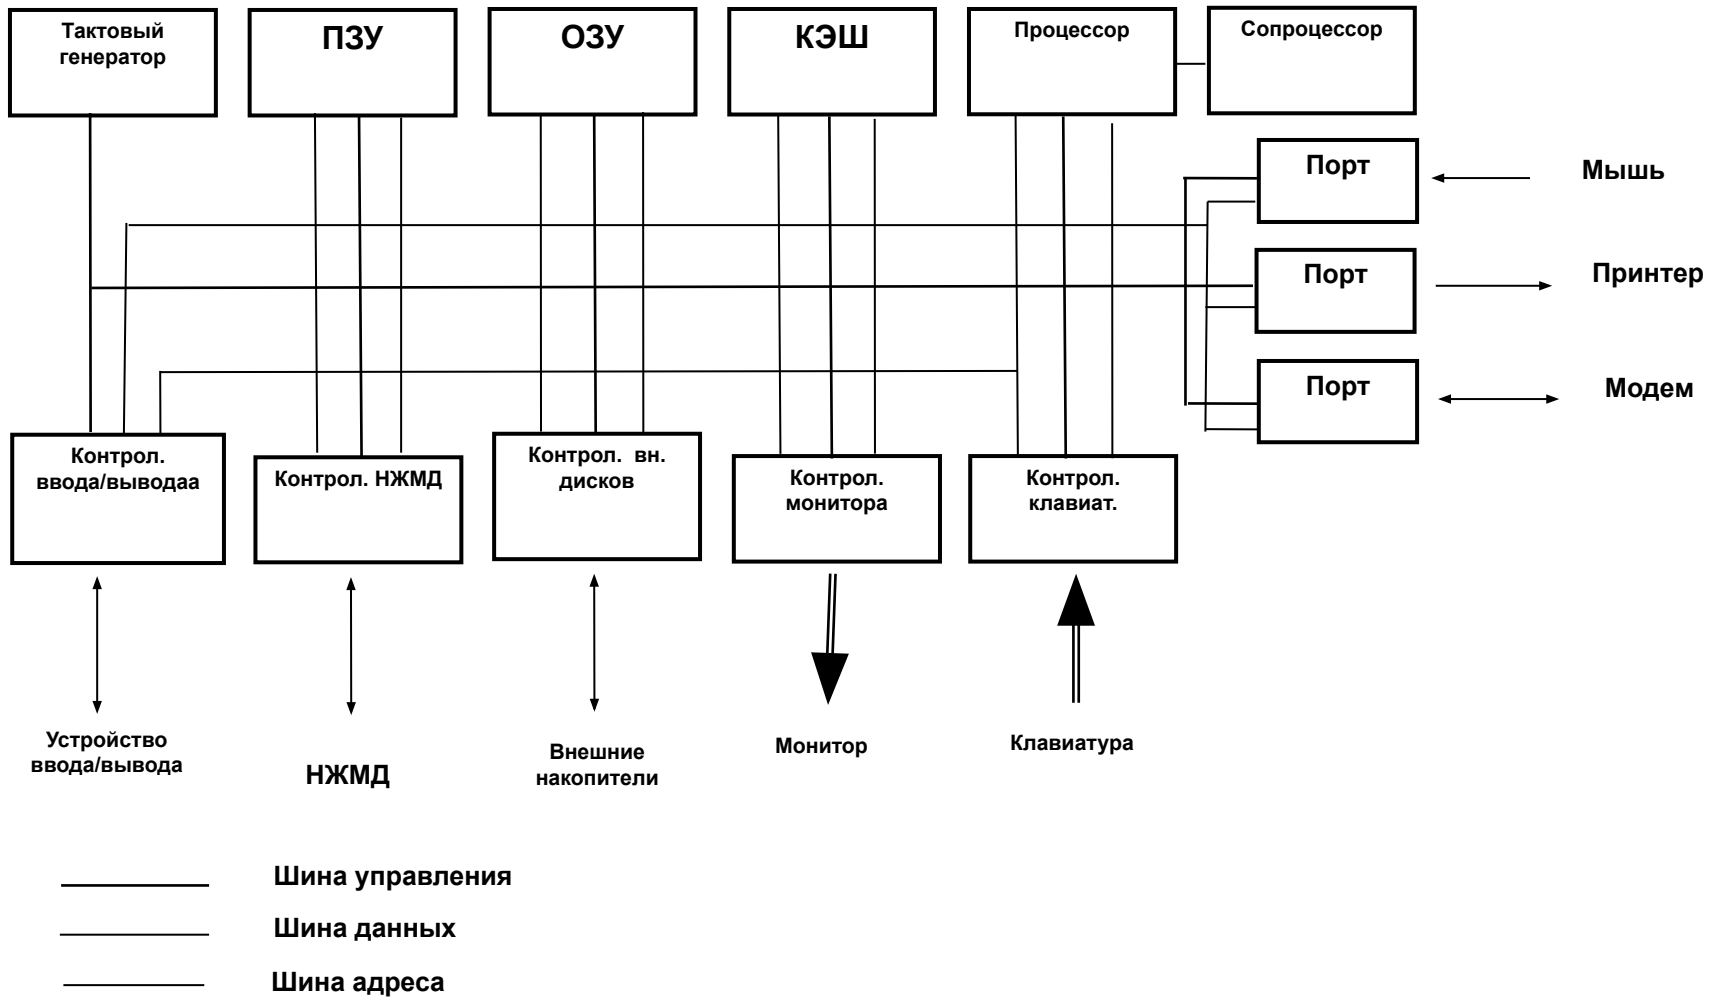 Тактовый
генератор
ПЗУ
ОЗУ
КЭШ
Процессор
Сопроцессор
Порт
Мышь
Порт
Принтер
Порт
Модем
Контрол.
ввода/выводаа
Контрол. НЖМД
Контрол. вн.
дисков
Контрол.
монитора
Контрол.
клавиат.
Устройство
ввода/вывода
НЖМД
Внешние
накопители
Монитор
Клавиатура
Шина управления
Шина данных
Шина адреса